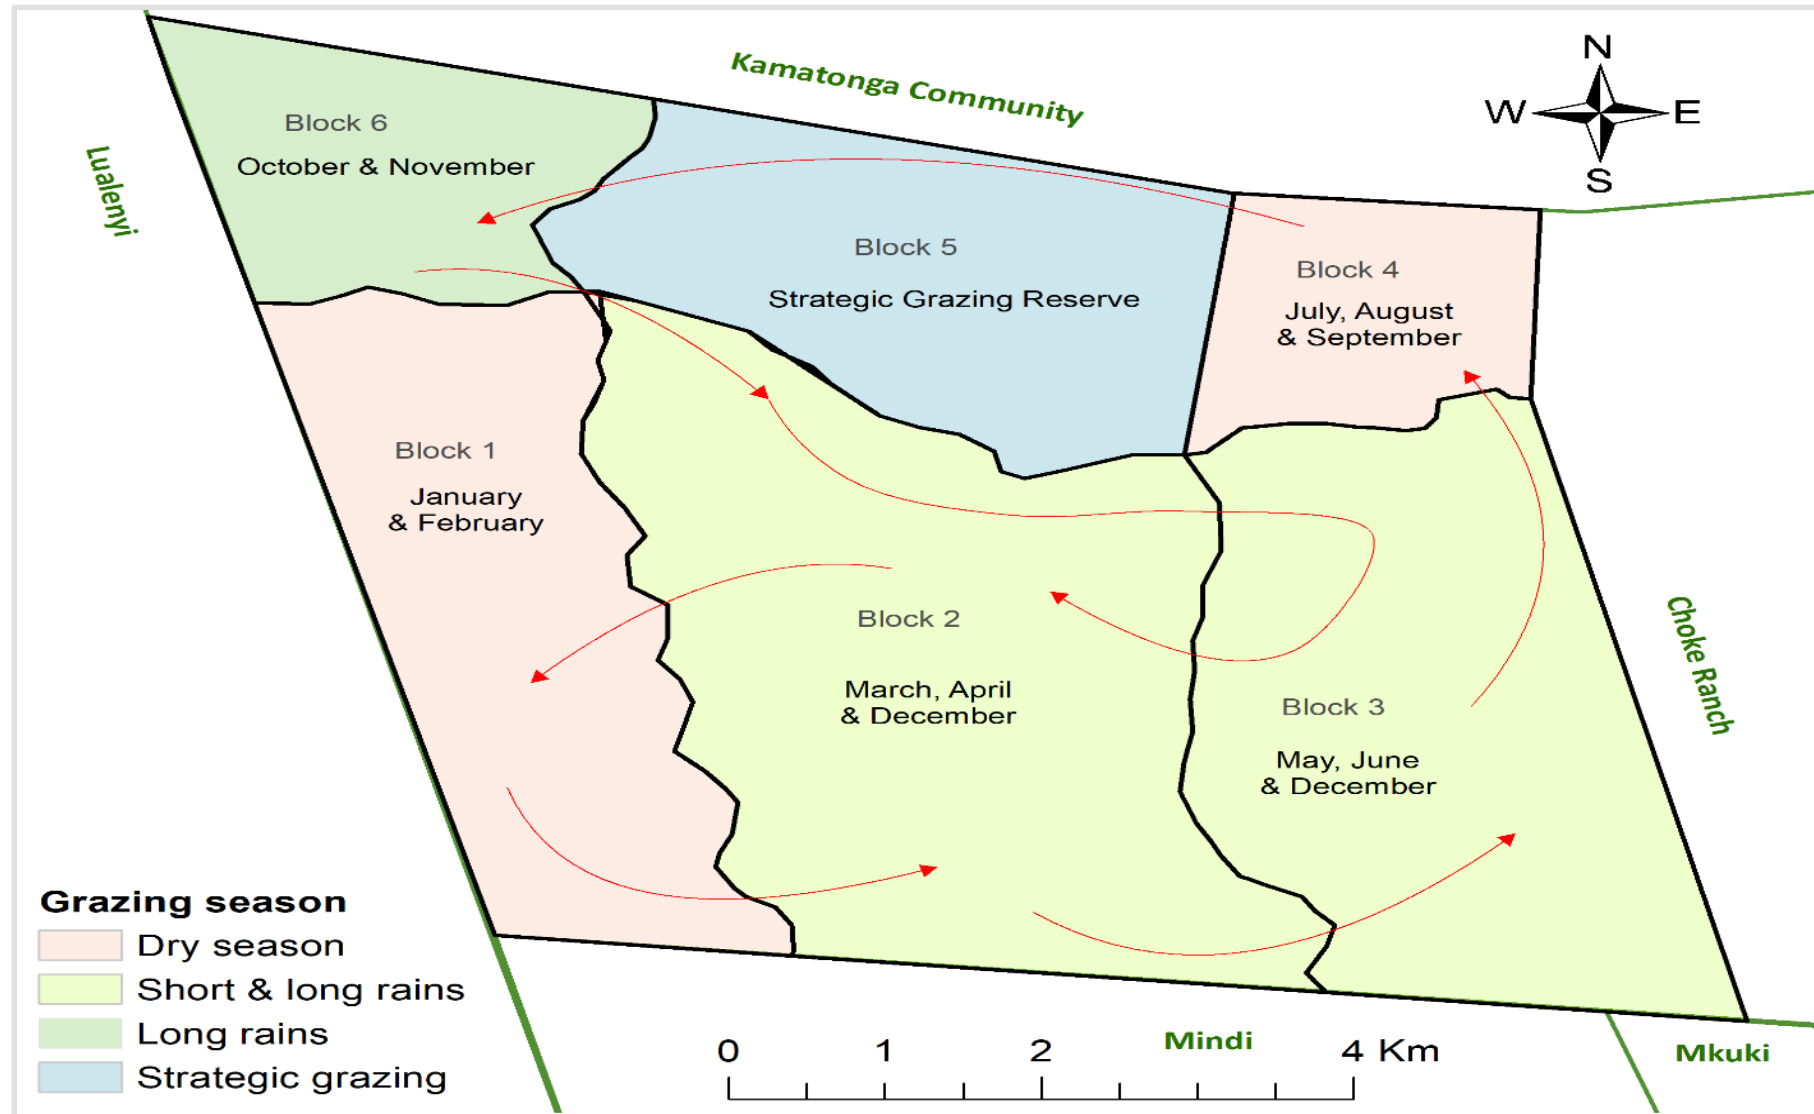 Kamatonga Community
N
W
E
S
Lualenyi
Block 6
October & November
Block 5
Strategic Grazing Reserve
Block 4
July, August
& September
Block 1
January
& February
Block 2
March, April
& December
Block 3
May, June
& December
Choke Ranch
Grazing season
Dry season
Short & long rains
Long rains
Strategic grazing
0 1 2 4 Km
Mindi
Mkuki